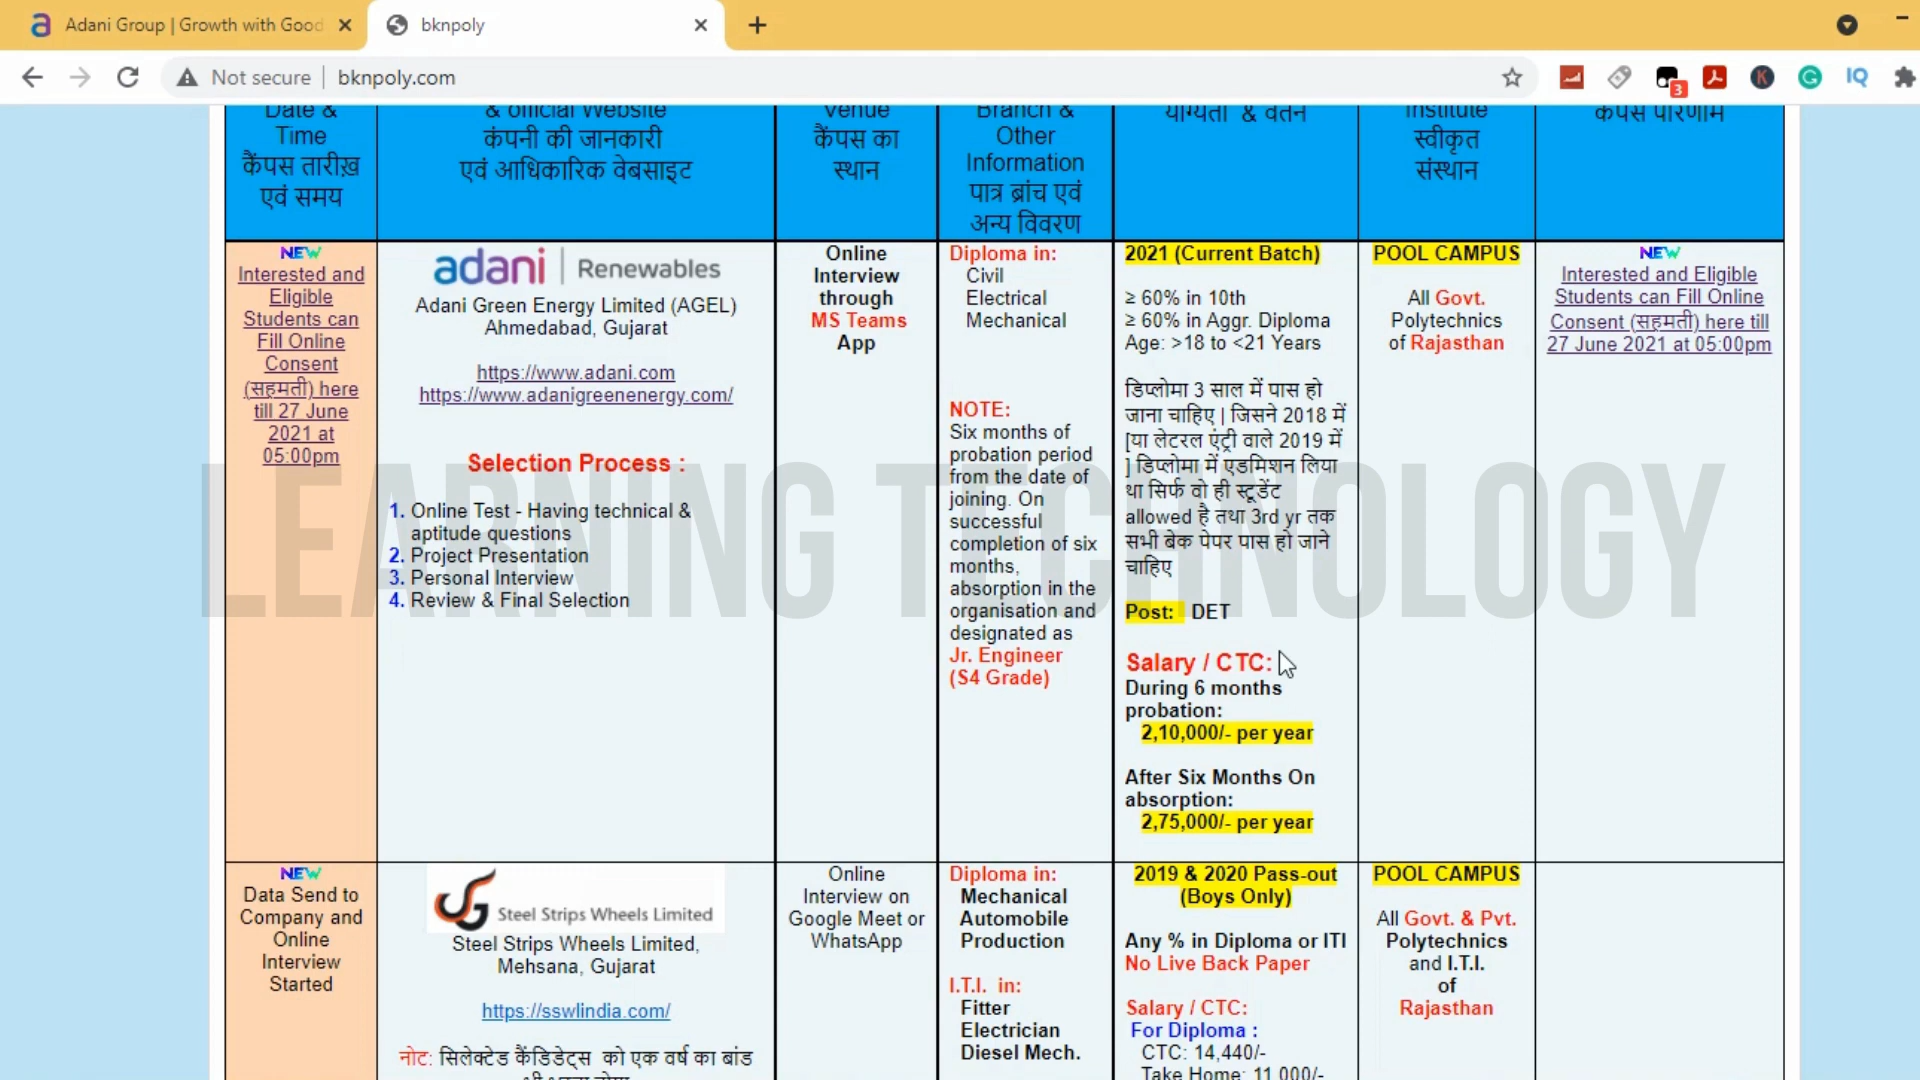 Adani Group | Growth with Good
bknpoly
Not secure
bknpoly.com
3
Date &
Time
कैंपस तारीख़
एवं समय
& official Website
कंपनी की जानकारी
एवं आधिकारिक वेबसाइट
Venue
कैंपस का
स्थान
Branch &
Other
Information
पात्र ब्रांच एवं
अन्य विवरण
योग्यता & वेतन
Institute
स्वीकृत
संस्थान
कैंपस परिणाम
NEW
Interested and
Eligible
Students can
Fill Online
Consent
(सहमती) here
till 27 June
2021 at
05:00pm
adani | Renewables
Adani Green Energy Limited (AGEL)
Ahmedabad, Gujarat
https://www.adani.com
https://www.adanigreenenergy.com/
Selection Process :
1. Online Test - Having technical &
aptitude questions
2. Project Presentation
3. Personal Interview
4. Review & Final Selection
Online
Interview
through
MS Teams
App
Diploma in:
Civil
Electrical
Mechanical
NOTE:
Six months of
probation period
from the date of
joining. On
successful
completion of six
months,
absorption in the
organisation and
designated as
Jr. Engineer
(S4 Grade)
2021 (Current Batch)
≥ 60% in 10th
≥ 60% in Aggr. Diploma
Age: >18 to <21 Years
डिप्लोमा 3 साल में पास हो
जाना चाहिए | जिसने 2018 में
[या लेटरल एंट्री वाले 2019 में
] डिप्लोमा में एडमिशन लिया
था सिर्फ वो ही स्टूडेंट
allowed है तथा 3rd yr तक
सभी बेक पेपर पास हो जाने
चाहिए
Post: DET
Salary / CTC:
During 6 months
probation:
2,10,000/- per year
After Six Months On
absorption:
2,75,000/- per year
POOL CAMPUS
All Govt.
Polytechnics
of Rajasthan
NEW
Interested and Eligible
Students can Fill Online
Consent (सहमती) here till
27 June 2021 at 05:00pm
LEARNING TECHNOLOGY
NEW
Data Send to
Company and
Online
Interview
Started
Steel Strips Wheels Limited
Steel Strips Wheels Limited,
Mehsana, Gujarat
https://sswlindia.com/
नोट: सिलेक्टेड कैंडिडेट्स को एक वर्ष का बांड
Online
Interview on
Google Meet or
WhatsApp
Diploma in:
Mechanical
Automobile
Production
I.T.I. in:
Fitter
Electrician
Diesel Mech.
2019 & 2020 Pass-out
(Boys Only)
Any % in Diploma or ITI
No Live Back Paper
Salary / CTC:
For Diploma :
CTC: 14,440/-
Take Home: 11,000/-
POOL CAMPUS
All Govt. & Pvt.
Polytechnics
and I.T.I.
of
Rajasthan